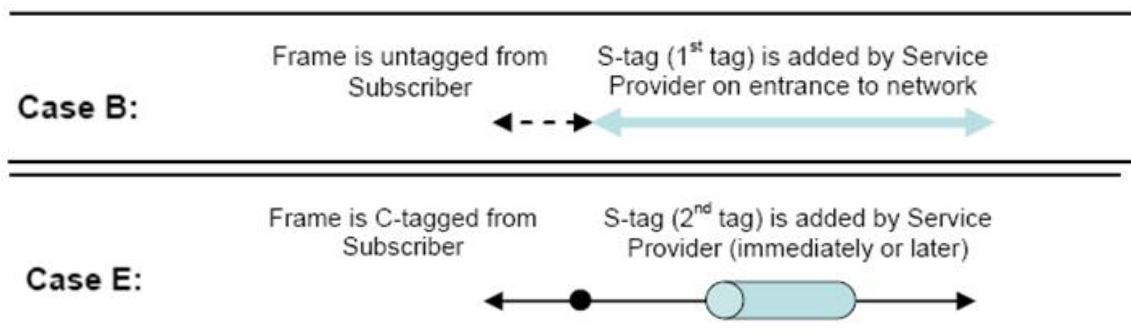 Frame is untagged from
Subscriber
S-tag (1st tag) is added by Service
Provider on entrance to network
Case B:
Frame is C-tagged from
Subscriber
S-tag (2nd tag) is added by Service
Provider (immediately or later)
Case E: